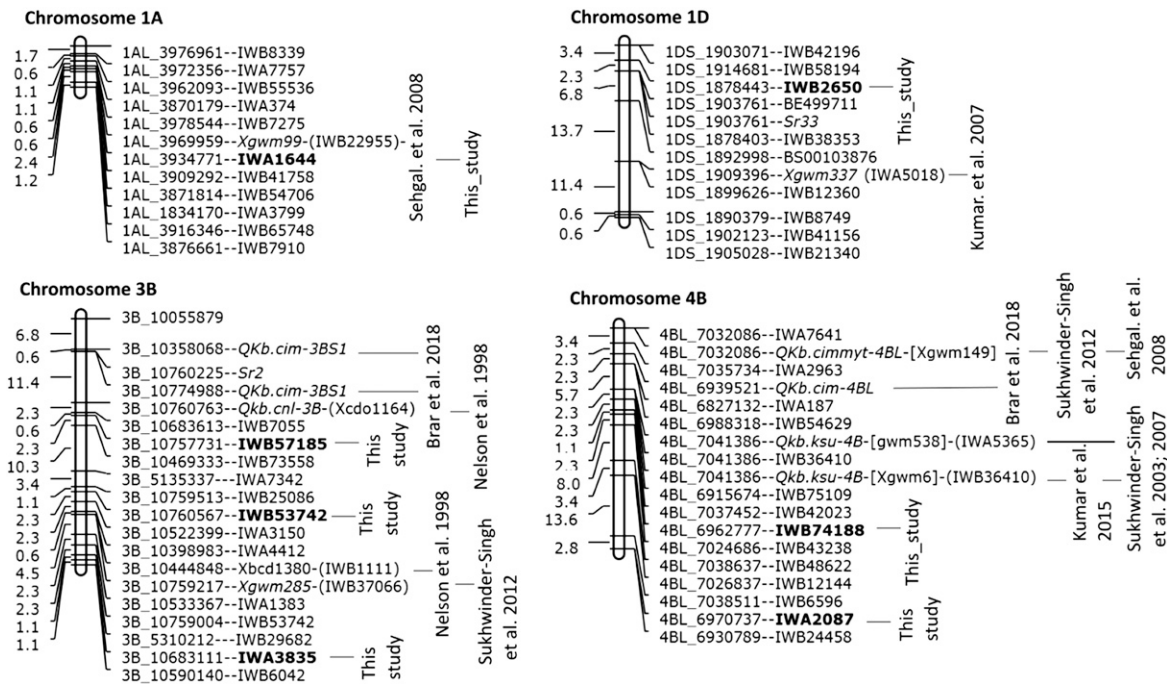 Chromosome 1A
1.7
0.6
1.1
1.1
0.6
0.6
2.4
1.2
1AL_3976961--IWB8339
1AL_3972356--IWA7757
1AL_3962093--IWB55536
1AL_3870179--IWA374
1AL_3978544--IWB7275
1AL_3969959--Xgwm99-(IWB22955)-
1AL_3934771--IWA1644
1AL_3909292--IWB41758
1AL_3871814--IWB54706
1AL_1834170--IWA3799
1AL_3916346--IWB65748
1AL_3876661--IWB7910
Sehgal. et al. 2008
This_study
Chromosome 1D
3.4
2.3
6.8
13.7
11.4
0.6
0.6
1DS_1903071--IWB42196
1DS_1914681--IWB58194
1DS_1878443--IWB2650
1DS_1903761--BE499711
1DS_1903761--Sr33
1DS_1878403--IWB38353
1DS_1892998--BS00103876
1DS_1909396--Xgwm337 (IWA5018)
1DS_1899626--IWB12360
1DS_1890379--IWB8749
1DS_1902123--IWB41156
1DS_1905028--IWB21340
This_study
Kumar. et al. 2007
Chromosome 3B
6.8
0.6
11.4
2.3
0.6
2.3
10.3
3.4
1.1
2.3
2.3
0.6
4.5
2.3
2.3
1.1
1.1
3B_10055879
3B_10358068--QKb.cim-3BS1
3B_10760225--Sr2
3B_10774988--QKb.cim-3BS1
3B_10760763--Qkb.cnl-3B-(Xcdo1164)
3B_10683613--IWB7055
3B_10757731--IWB57185
3B_10469333--IWB73558
3B_5135337---IWA7342
3B_10759513--IWB25086
3B_10760567--IWB53742
3B_10522399--IWA3150
3B_10398983--IWA4412
3B_10444848--Xbcd1380-(IWB1111)
3B_10759217--Xgwm285-(IWB37066)
3B_10533367--IWA1383
3B_10759004--IWB53742
3B_5310212---IWB29682
3B_10683111--IWA3835
3B_10590140--IWB6042
This
study
This
study
This
study
Brar et al. 2018
Nelson et al. 1998
Nelson et al. 1998
Sukhwinder-Singh
et al. 2012
Chromosome 4B
3.4
2.3
2.3
5.7
2.3
2.3
1.1
2.3
8.0
3.4
13.6
2.8
4BL_7032086--IWA7641
4BL_7032086--QKb.cimmyt-4BL-[Xgwm149]
4BL_7035734--IWA2963
4BL_6939521--QKb.cim-4BL
4BL_6827132--IWA187
4BL_6988318--IWB54629
4BL_7041386--Qkb.ksu-4B-[gwm538]-(IWA5365)
4BL_7041386--IWB36410
4BL_7041386--Qkb.ksu-4B-[Xgwm6]-(IWB36410)
4BL_6915674--IWB75109
4BL_7037452--IWB42023
4BL_6962777--IWB74188
4BL_7024686--IWB43238
4BL_7038637--IWB48622
4BL_7026837--IWB12144
4BL_7038511--IWB6596
4BL_6970737--IWA2087
4BL_6930789--IWB24458
This_study
This
study
Brar et al. 2018
Sukhwinder-Singh
et al. 2012
Sehgal. et al.
2008
Kumar et al.
2015
Sukhwinder-Singh
et al. 2003; 2007